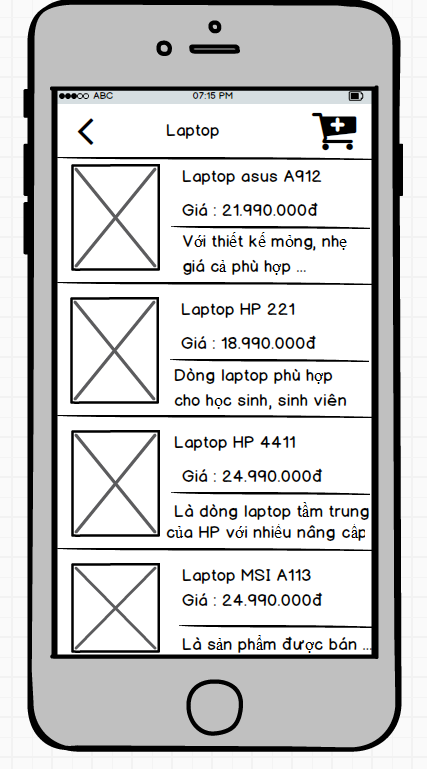 ABC 07:15 PM
Laptop
Laptop asus A912
Giá : 21.990.000đ
Với thiết kế mỏng, nhẹ
giá cả phù hợp ...
Laptop HP 221
Giá : 18.990.000đ
Dòng laptop phù hợp
cho học sinh, sinh viên
Laptop HP 4411
Giá : 24.990.000đ
Là dòng laptop tầm trung
của HP với nhiều nâng cấp
Laptop MSI A113
Giá : 24.990.000đ
Là sản phẩm được bán ...